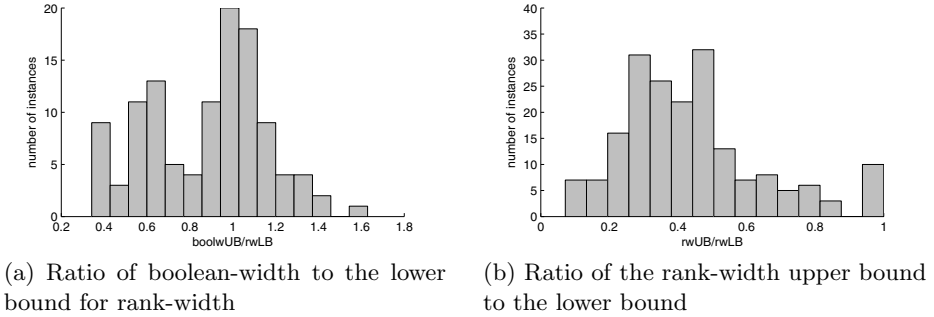 20
15
10
5
0
number of instances
0.2 0.4 0.6 0.8 1 1.2 1.4 1.6 1.8
boolwUB/rwLB
(a) Ratio of boolean-width to the lower
bound for rank-width
40
35
30
25
20
15
10
5
0
number of instances
0 0.2 0.4 0.6 0.8 1
rwUB/rwLB
(b) Ratio of the rank-width upper bound
to the lower bound